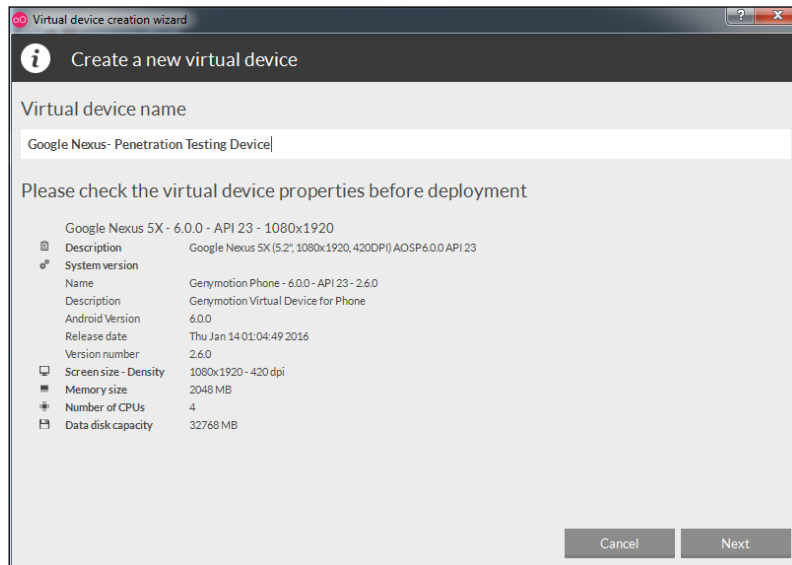 Virtual device creation wizard
Create a new virtual device
Virtual device name
Google Nexus- Penetration Testing Device
Please check the virtual device properties before deployment
Google Nexus 5X - 6.0.0 - API 23 - 1080x1920
Description Google Nexus 5X (5.2", 1080x1920, 420DPI) AOSP 6.0.0 API 23
System version
Name Genymotion Phone - 6.0.0 - API 23 - 2.6.0
Description Genymotion Virtual Device for Phone
Android Version 6.0.0
Release date Thu Jan 14 01:04:49 2016
Version number 2.6.0
Screen size - Density 1080x1920 - 420 dpi
Memory size 2048 MB
Number of CPUs 4
Data disk capacity 32768 MB
Cancel Next